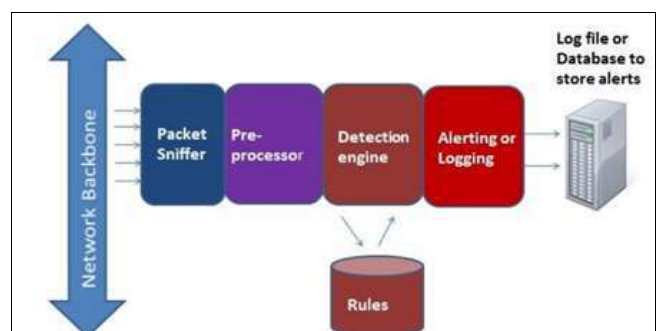 Network Backbone
Packet
Sniffer
Pre-
processor
Detection
engine
Alerting or
Logging
Log file or
Database to
store alerts
Rules